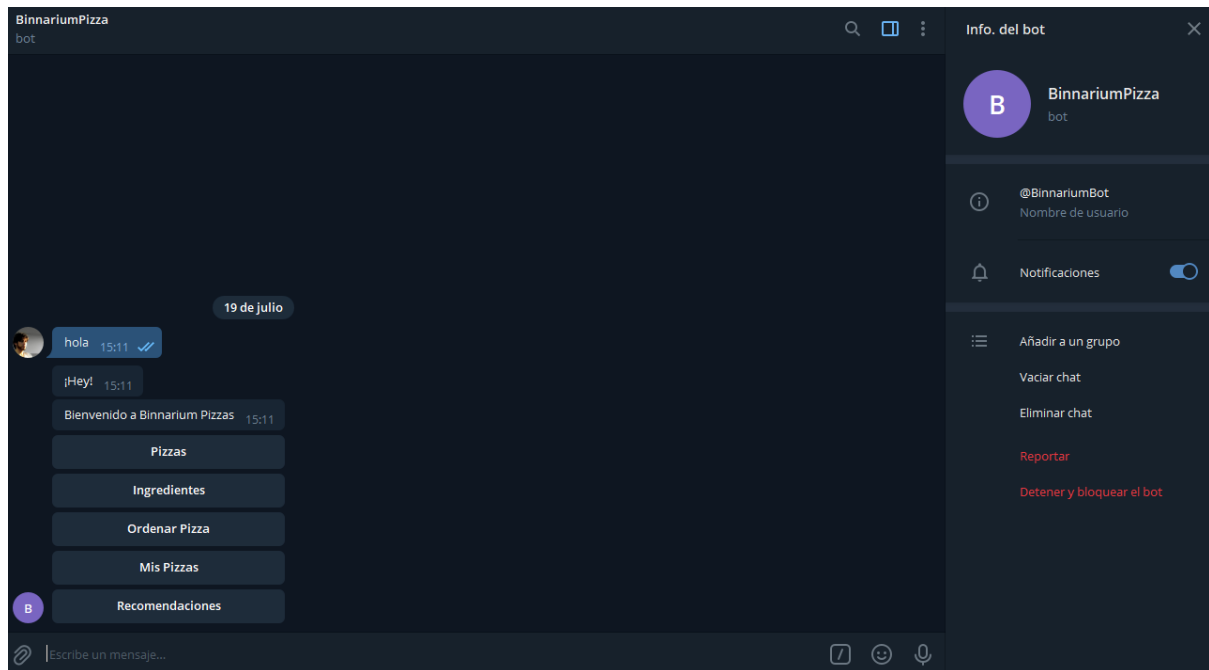 BinnariumPizza
bot
19 de julio
hola 15:11
¡Hey! 15:11
Bienvenido a Binnarium Pizzas 15:11
Pizzas
Ingredientes
Ordenar Pizza
Mis Pizzas
B
Recomendaciones
Escribe un mensaje...
Info. del bot
B
BinnariumPizza
bot
@BinnariumBot
Nombre de usuario
Notificaciones
Añadir a un grupo
Vaciar chat
Eliminar chat
Reportar
Detener y bloquear el bot